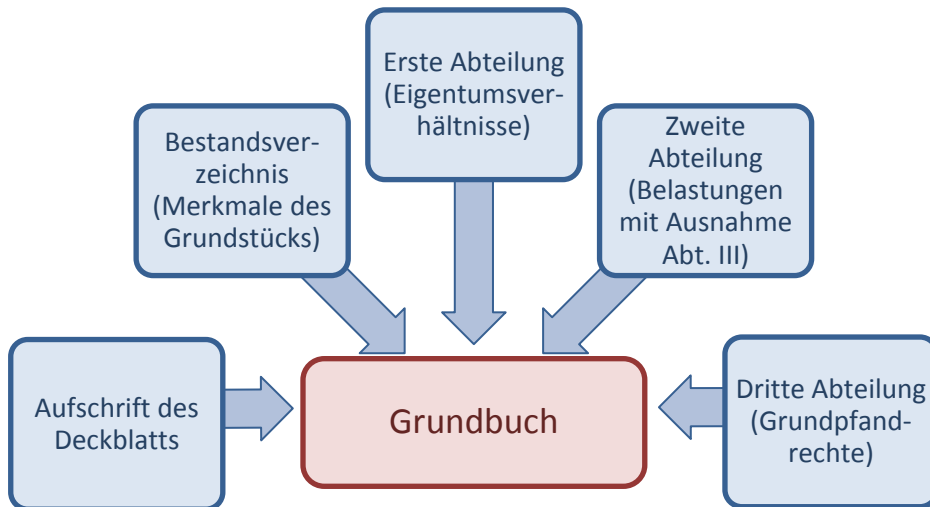 Erste Abteilung
(Eigentumsver-
hältnisse)
Bestandsver-
zeichnis
(Merkmale des
Grundstücks)
Zweite
Abteilung
(Belastungen
mit Ausnahme
Abt. III)
Aufschrift des
Deckblatts
Grundbuch
Dritte Abteilung
(Grundpfand-
rechte)